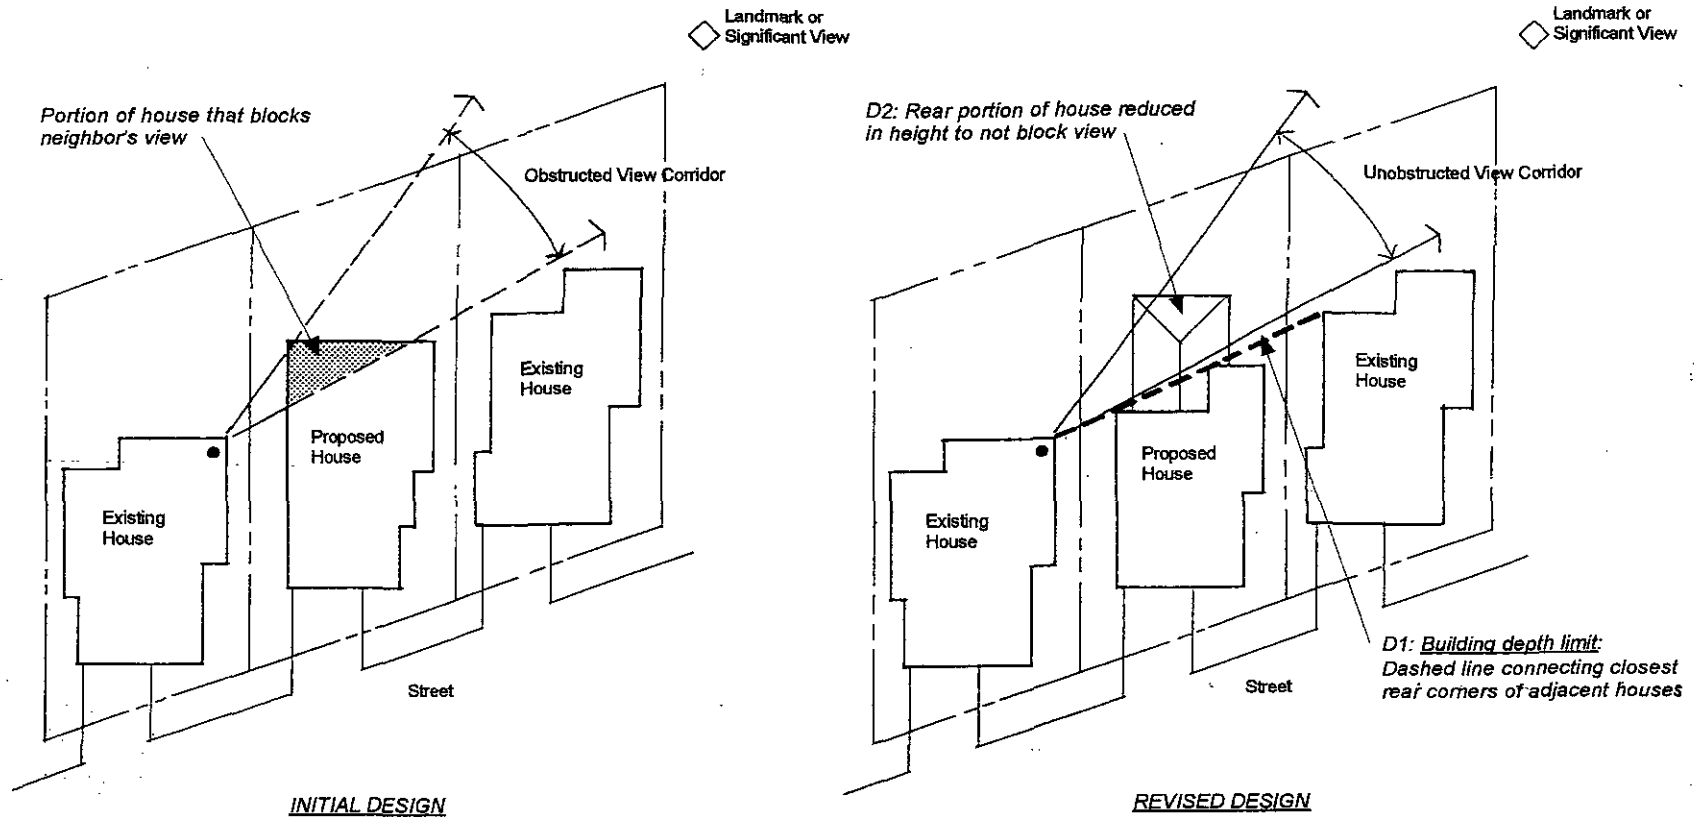 Landmark or
Significant View
Portion of house that blocks
neighbor's view
Obstructed View Corridor
Existing
House
Proposed
House
Existing
House
Street
INITIAL DESIGN
Landmark or
Significant View
D2: Rear portion of house reduced
in height to not block view
Unobstructed View Corridor
Existing
House
Proposed
House
Existing
House
D1: Building depth limit:
Dashed line connecting closest
rear corners of adjacent houses
Street
REVISED DESIGN